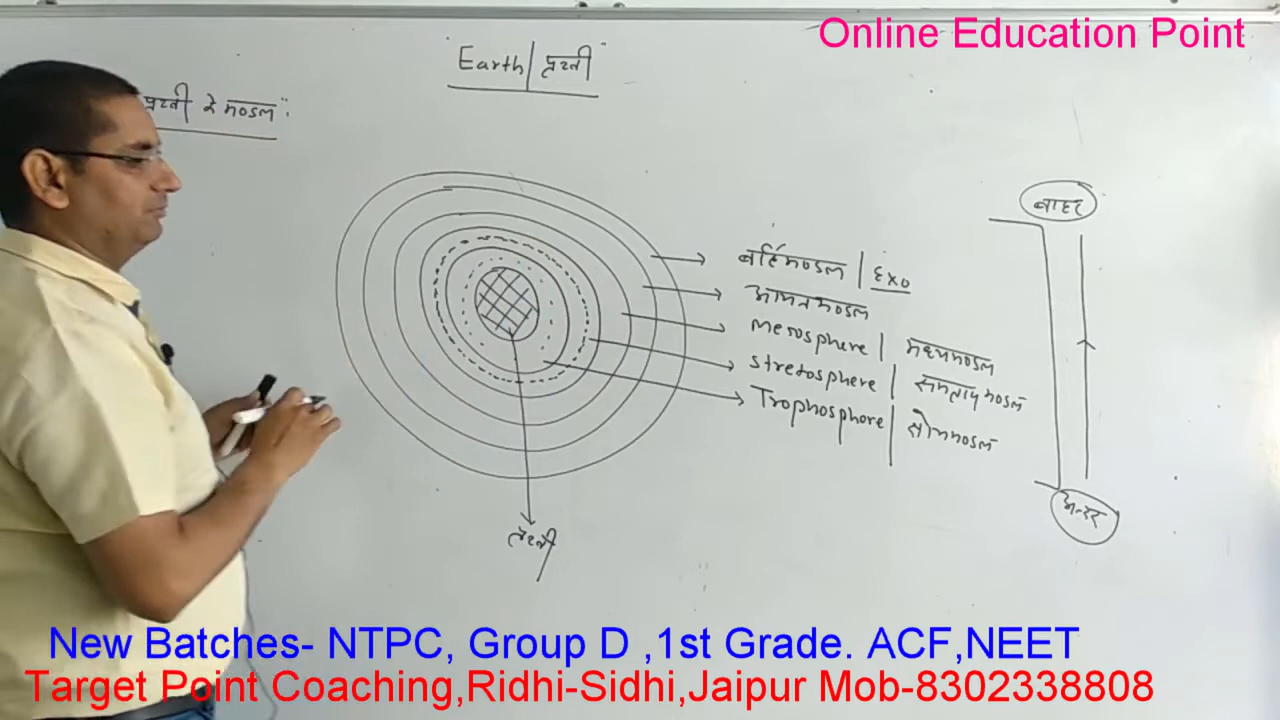 Online Education Point
"Earth | पृथ्वी"
पृथ्वी के मण्डल :
बाहर
बर्हिमण्डल | Exo
आयनमण्डल
Mesosphere | मध्यमण्डल
Stretosphere | समतापमण्डल
Trophosphore | क्षोभमण्डल
अन्दर
पृथ्वी
New Batches- NTPC, Group D ,1st Grade. ACF,NEET
Target Point Coaching,Ridhi-Sidhi,Jaipur Mob-8302338808